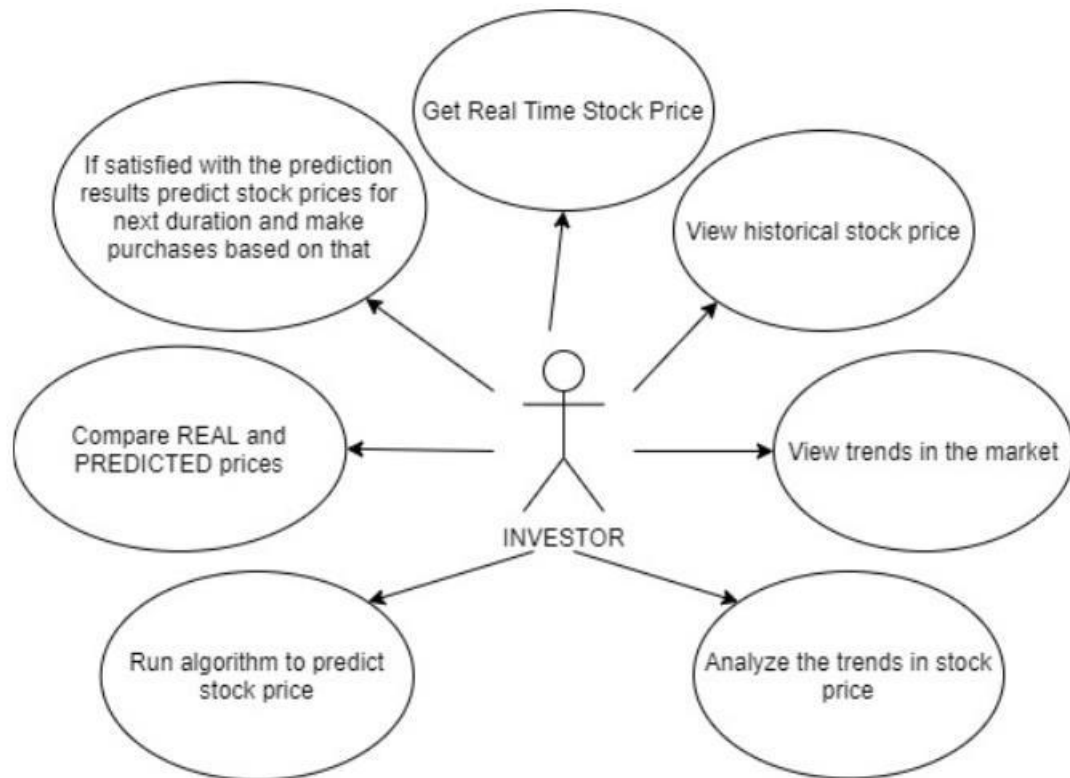 Get Real Time Stock Price
If satisfied with the prediction
results predict stock prices for
next duration and make
purchases based on that
View historical stock price
Compare REAL and
PREDICTED prices
View trends in the market
INVESTOR
Run algorithm to predict
stock price
Analyze the trends in stock
price